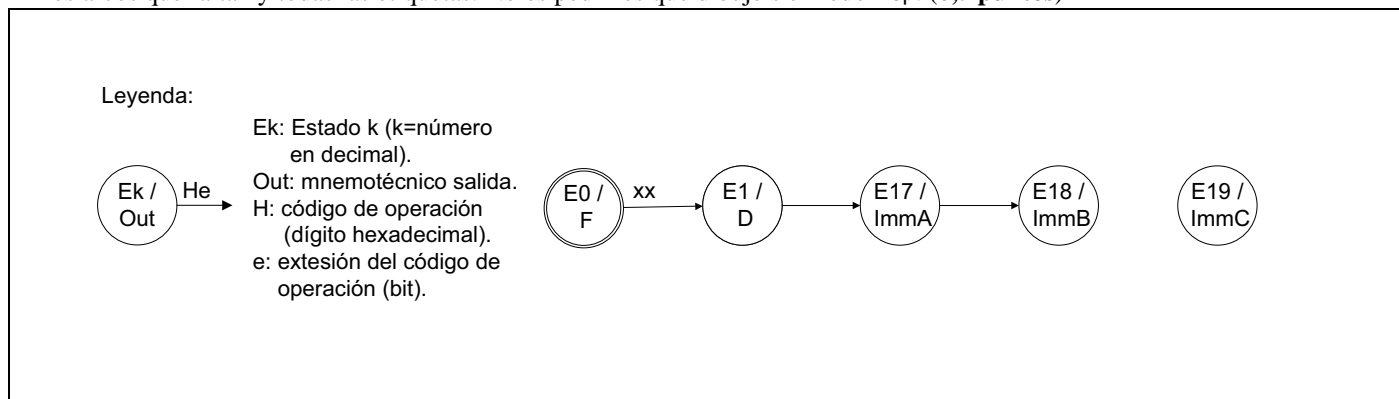 Leyenda:
Ek: Estado k (k=número
en decimal).
Out: mnemotécnico salida.
H: código de operación
(dígito hexadecimal).
e: extesión del código de
operación (bit).
Ek /
Out
He
E0 /
F
xx
E1 /
D
E17 /
ImmA
E18 /
ImmB
E19 /
ImmC